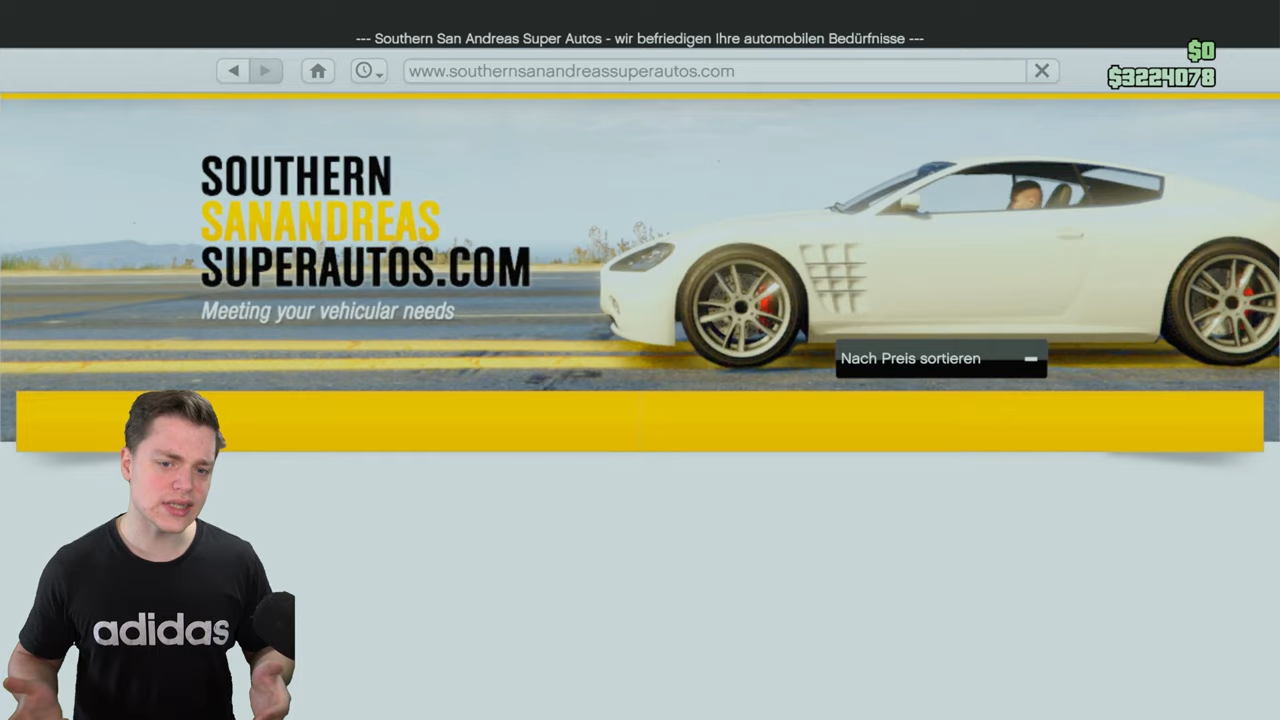 --- Southern San Andreas Super Autos - wir befriedigen Ihre automobilen Bedürfnisse ---
$0
www.southernsanandreassuperautos.com
$3224078
SOUTHERN
SANANDREAS
SUPERAUTOS.COM
Meeting your vehicular needs
Nach Preis sortieren
adidas